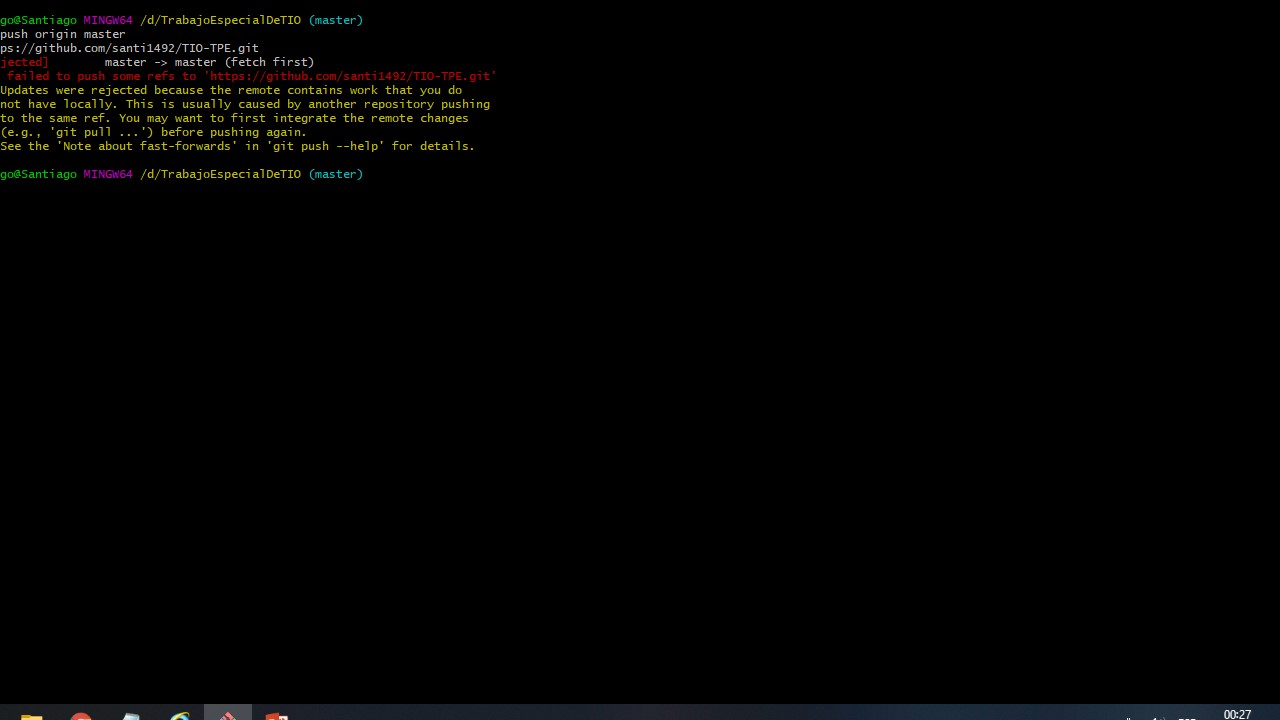 go@Santiago MINGW64 /d/TrabajoEspecialDeTIO (master)
push origin master
ps://github.com/santi1492/TIO-TPE.git
jected]        master -> master (fetch first)
failed to push some refs to 'https://github.com/santi1492/TIO-TPE.git'
Updates were rejected because the remote contains work that you do
not have locally. This is usually caused by another repository pushing
to the same ref. You may want to first integrate the remote changes
(e.g., 'git pull ...') before pushing again.
See the 'Note about fast-forwards' in 'git push --help' for details.
go@Santiago MINGW64 /d/TrabajoEspecialDeTIO (master)
00:27